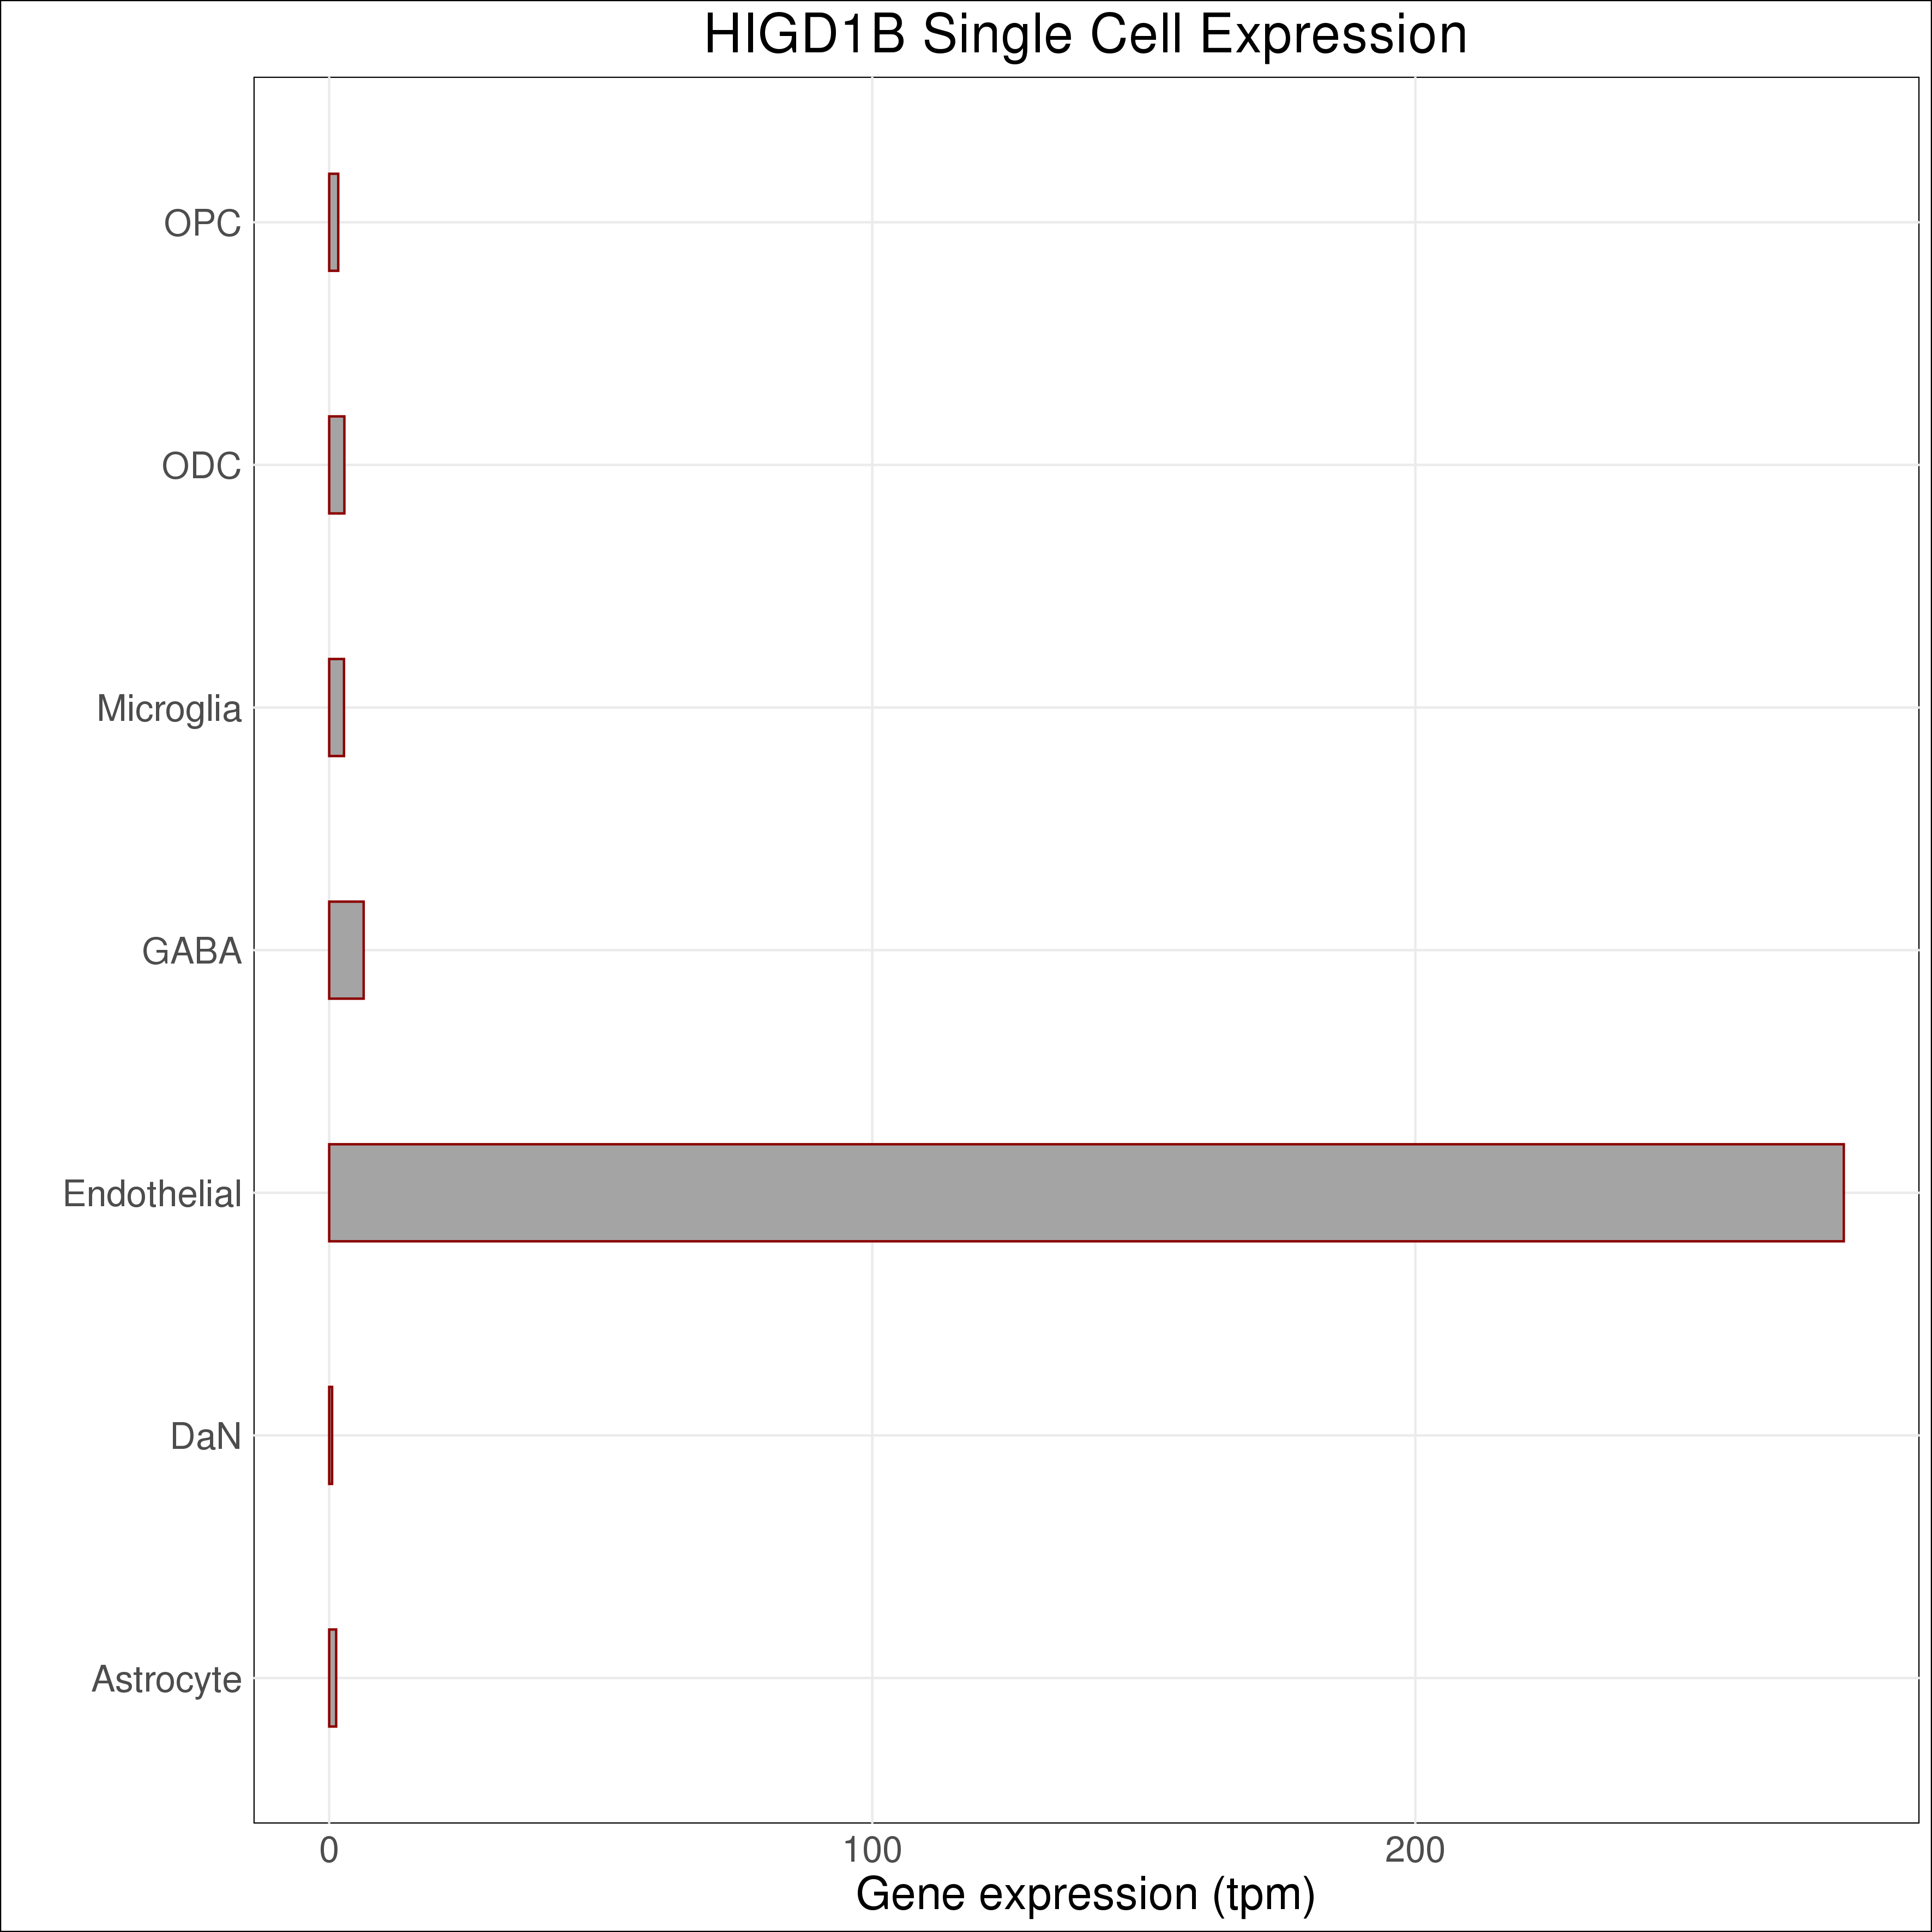 HIGD1B Single Cell Expression
OPC
ODC
Microglia
GABA
Endothelial
DaN
Astrocyte
0 100 200
Gene expression (tpm)